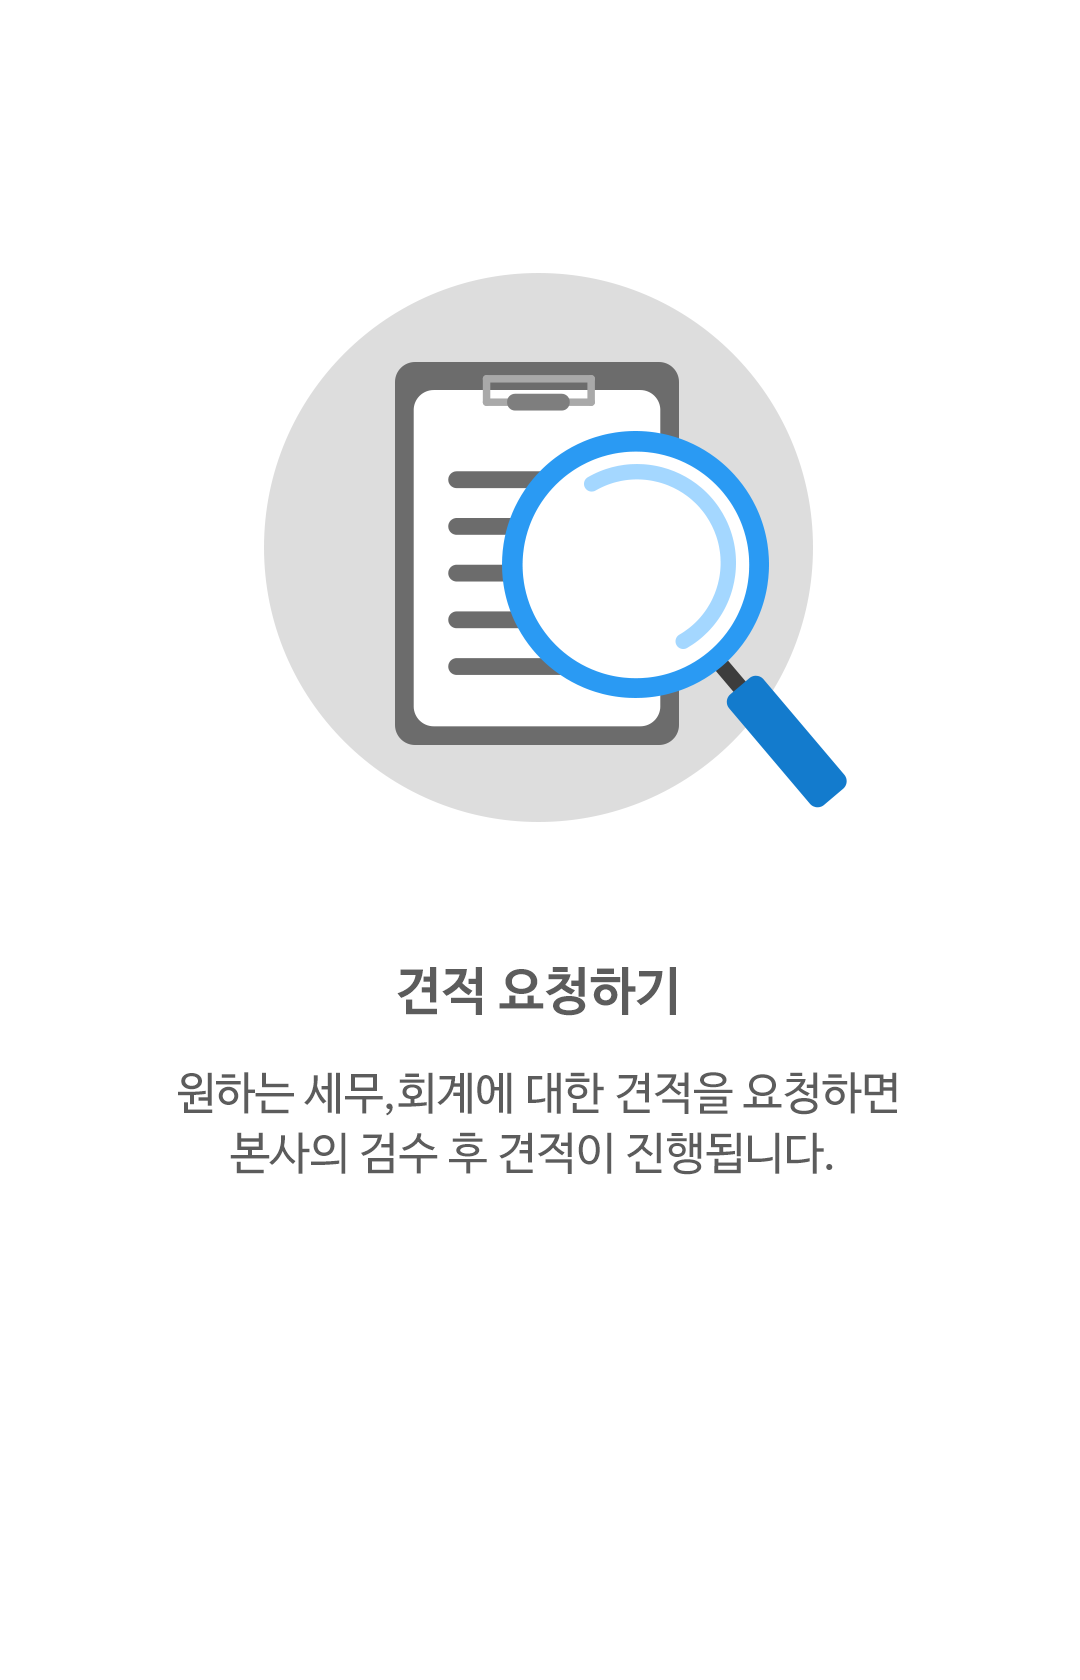 견적 요청하기
원하는 세무,회계에 대한 견적을 요청하면
본사의 검수 후 견적이 진행됩니다.